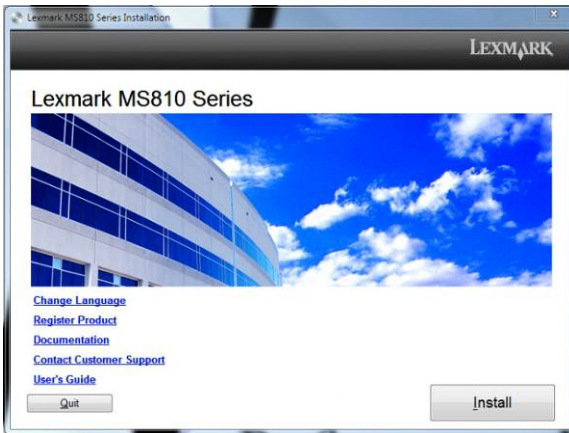 Lexmark MS810 Series Installation
LEXMARK
Lexmark MS810 Series
Change Language
Register Product
Documentation
Contact Customer Support
User's Guide
Quit
Install